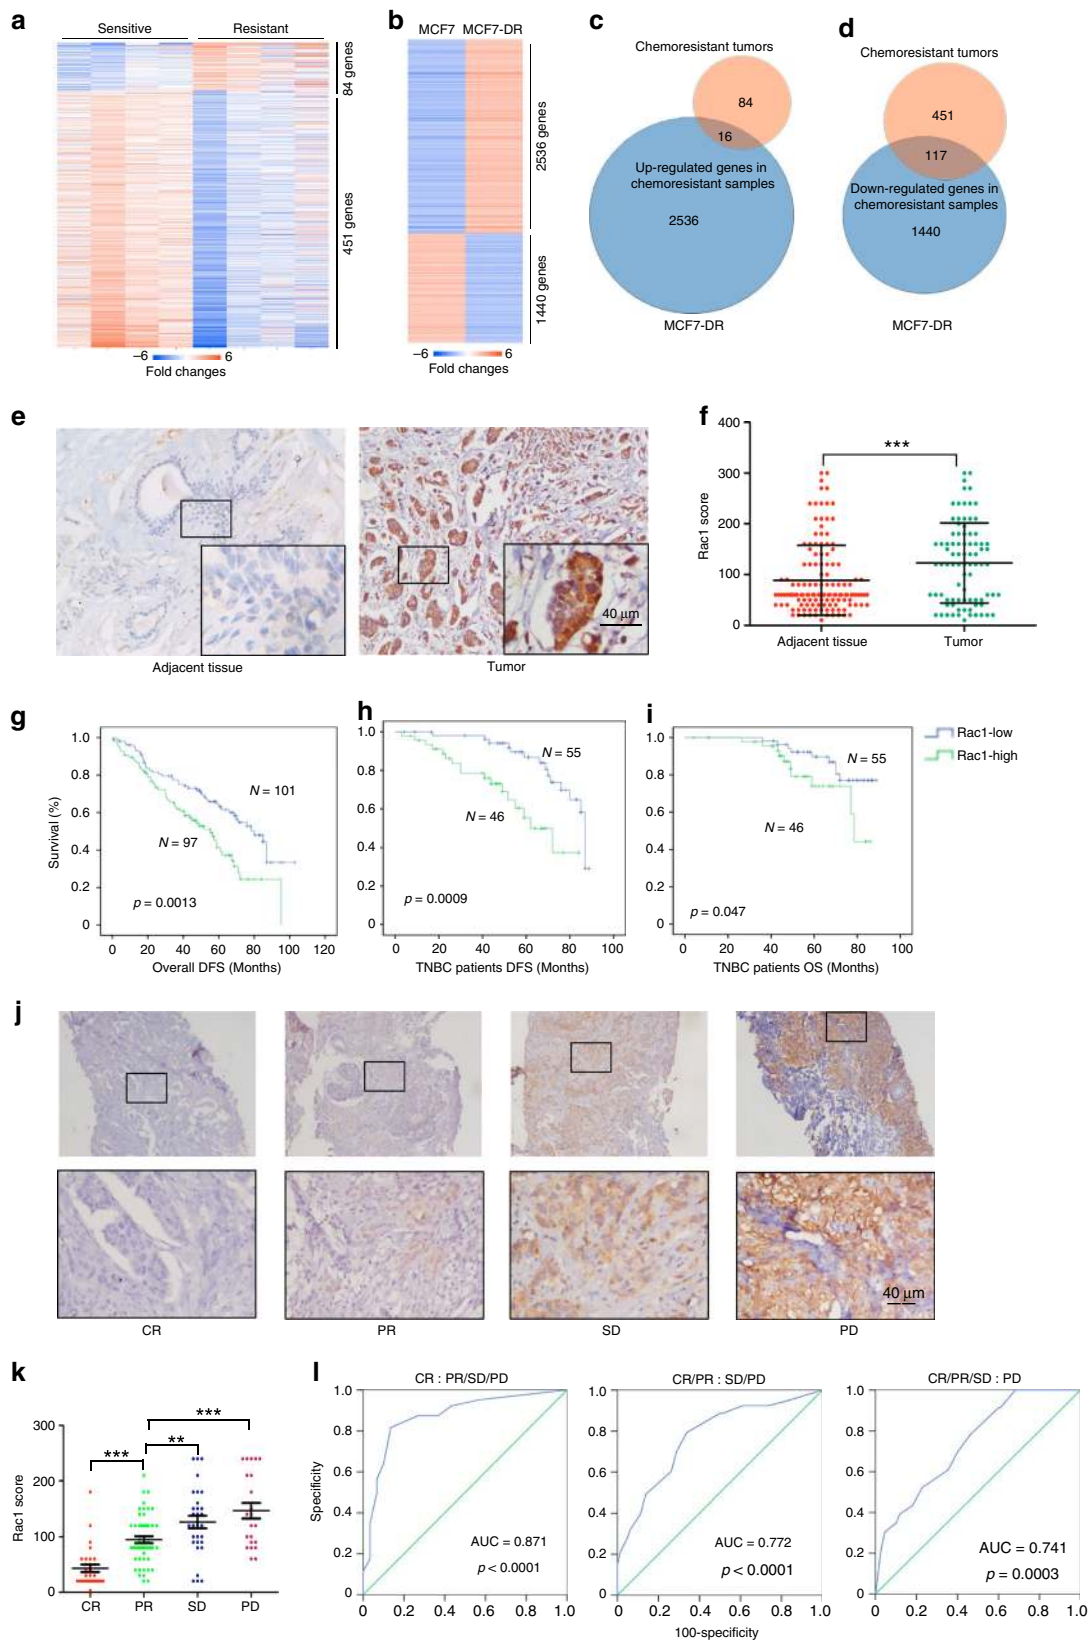 a
Sensitive Resistant
84 genes
451 genes
−6 6
Fold changes
b
MCF7 MCF7-DR
2536 genes
1440 genes
−6 6
Fold changes
c
Chemoresistant tumors
84
16
Up-regulated genes in
chemoresistant samples
2536
MCF7-DR
d
Chemoresistant tumors
451
117
Down-regulated genes in
chemoresistant samples
1440
MCF7-DR
e
40 μm
Adjacent tissue Tumor
f
Rac1 score
400
300
200
100
0
***
Adjacent tissue Tumor
g
Survival (%)
1.0
0.8
0.6
0.4
0.2
0
N = 101
N = 97
p = 0.0013
0 20 40 60 80 100 120
Overall DFS (Months)
h
1.0
0.8
0.6
0.4
0.2
0
N = 55
N = 46
p = 0.0009
0 20 40 60 80 100
TNBC patients DFS (Months)
i
1.0
0.8
0.6
0.4
0.2
0
N = 55
N = 46
p = 0.047
0 20 40 60 80 100
TNBC patients OS (Months)
Rac1-low
Rac1-high
j
40 μm
CR PR SD PD
k
Rac1 score
300
200
100
0
***
**
***
CR PR SD PD
l
Specificity
CR : PR/SD/PD
1.0
0.8
0.6
0.4
0.2
0
AUC = 0.871
p < 0.0001
0 0.2 0.4 0.6 0.8 1.0
CR/PR : SD/PD
1.0
0.8
0.6
0.4
0.2
0
AUC = 0.772
p < 0.0001
0 0.2 0.4 0.6 0.8 1.0
CR/PR/SD : PD
1.0
0.8
0.6
0.4
0.2
0
AUC = 0.741
p = 0.0003
0 0.2 0.4 0.6 0.8 1.0
100-specificity